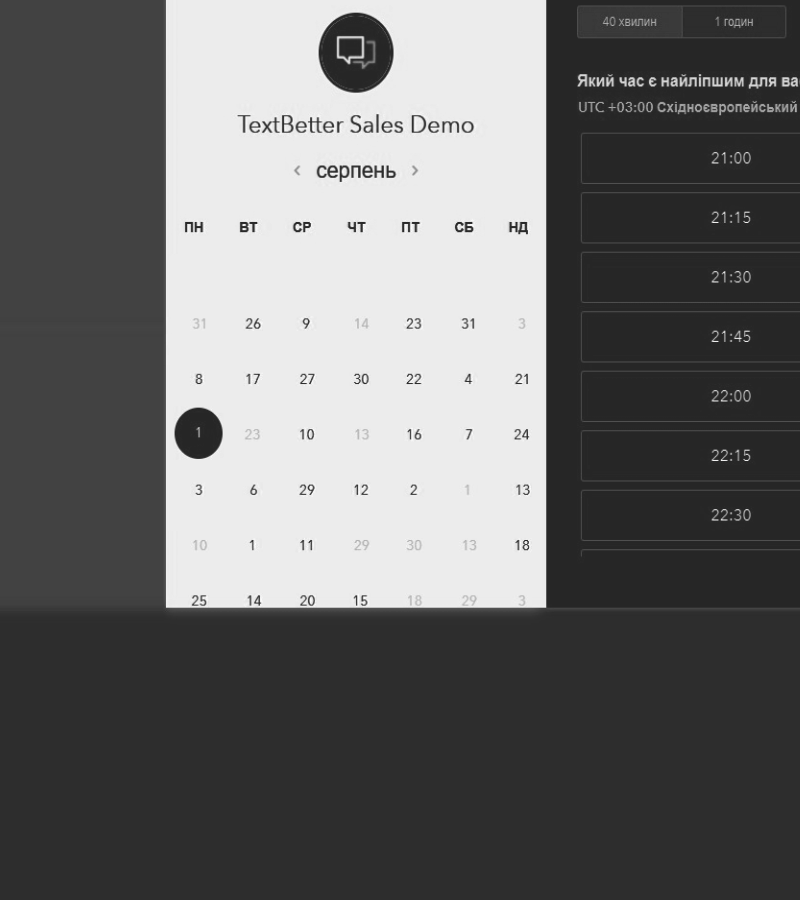 TextBetter Sales Demo
серпень
ПН ВТ СР ЧТ ПТ СБ НД
31 26 9 14 23 31 3
8 17 27 30 22 4 21
1 23 10 13 16 7 24
3 6 29 12 2 1 13
10 1 11 29 30 13 18
25 14 20 15 18 29 3
40 хвилин 1 годин
Який час є найліпшим для ва
UTC +03:00 Східноєвропейський
21:00
21:15
21:30
21:45
22:00
22:15
22:30